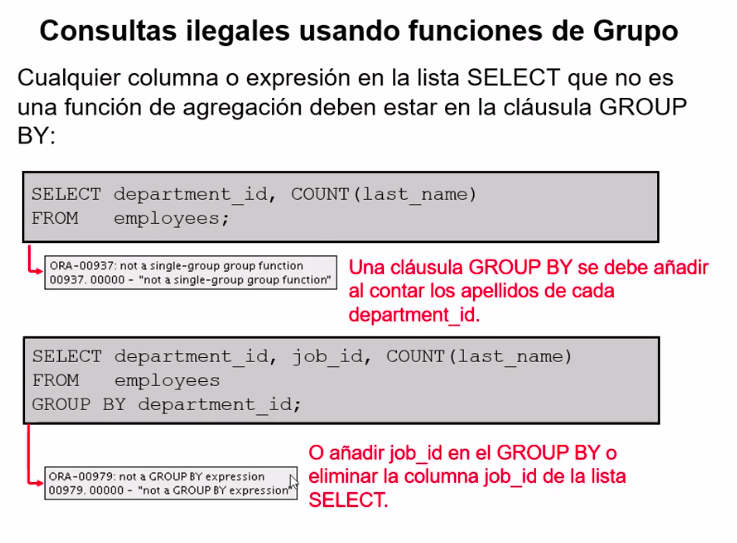 Consultas ilegales usando funciones de Grupo
Cualquier columna o expresión en la lista SELECT que no es
una función de agregación deben estar en la cláusula GROUP
BY:
SELECT department_id, COUNT(last_name)
FROM   employees;
ORA-00937: not a single-group group function
00937. 00000 - "not a single-group group function"
Una cláusula GROUP BY se debe añadir
al contar los apellidos de cada
department_id.
SELECT department_id, job_id, COUNT(last_name)
FROM   employees
GROUP BY department_id;
ORA-00979: not a GROUP BY expression
00979. 00000 - "not a GROUP BY expression"
O añadir job_id en el GROUP BY o
eliminar la columna job_id de la lista
SELECT.